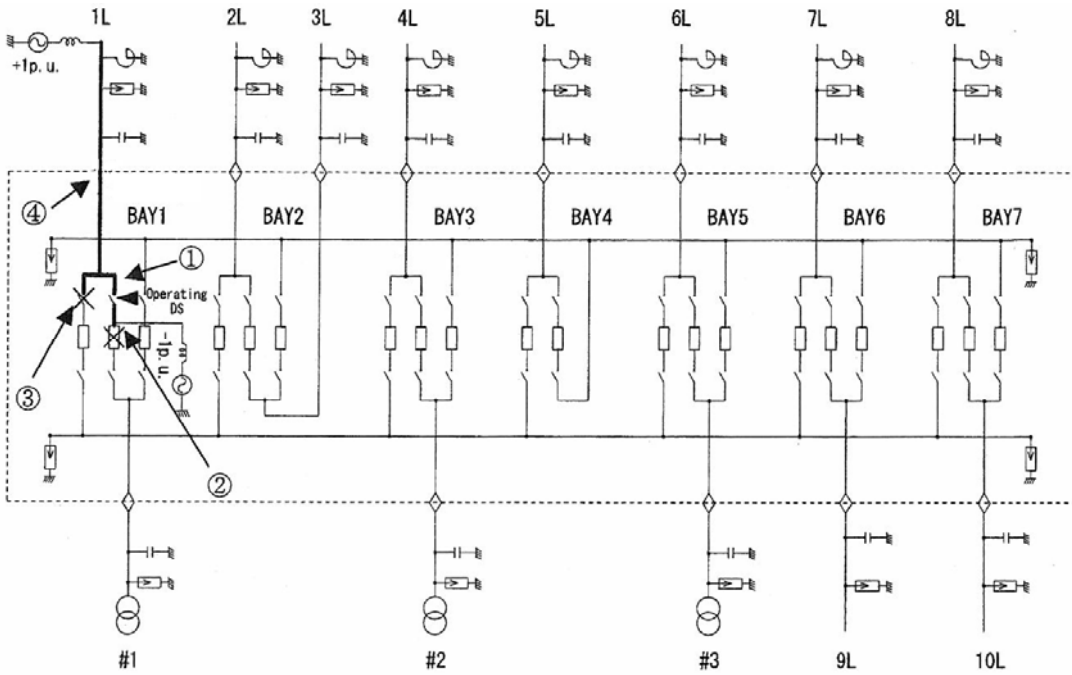 1L 2L 3L 4L 5L 6L 7L 8L
+1p.u.
④
BAY1 BAY2 BAY3 BAY4 BAY5 BAY6 BAY7
①
Operating
DS
③
-1p.u.
②
#1 #2 #3 9L 10L